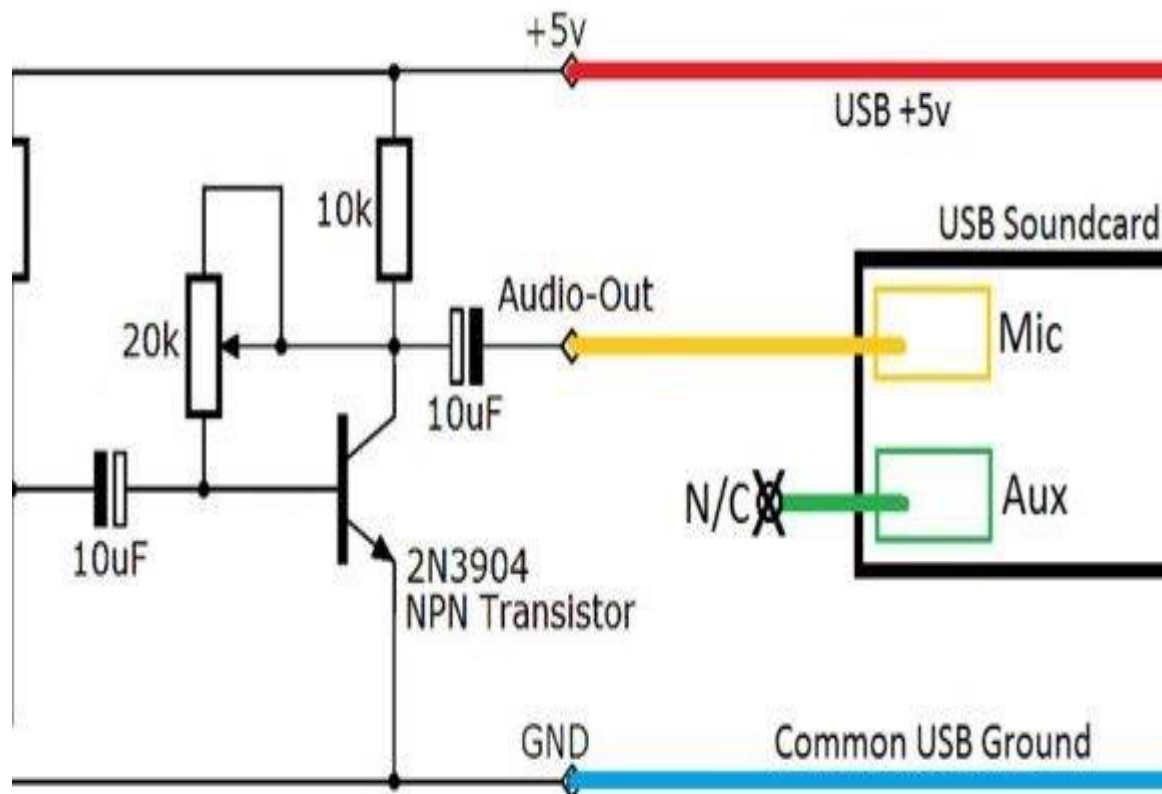 +5v
USB +5v
10k
USB Soundcard
Audio-Out
20k
Mic
10uF
N/C
Aux
10uF
2N3904
NPN Transistor
GND
Common USB Ground